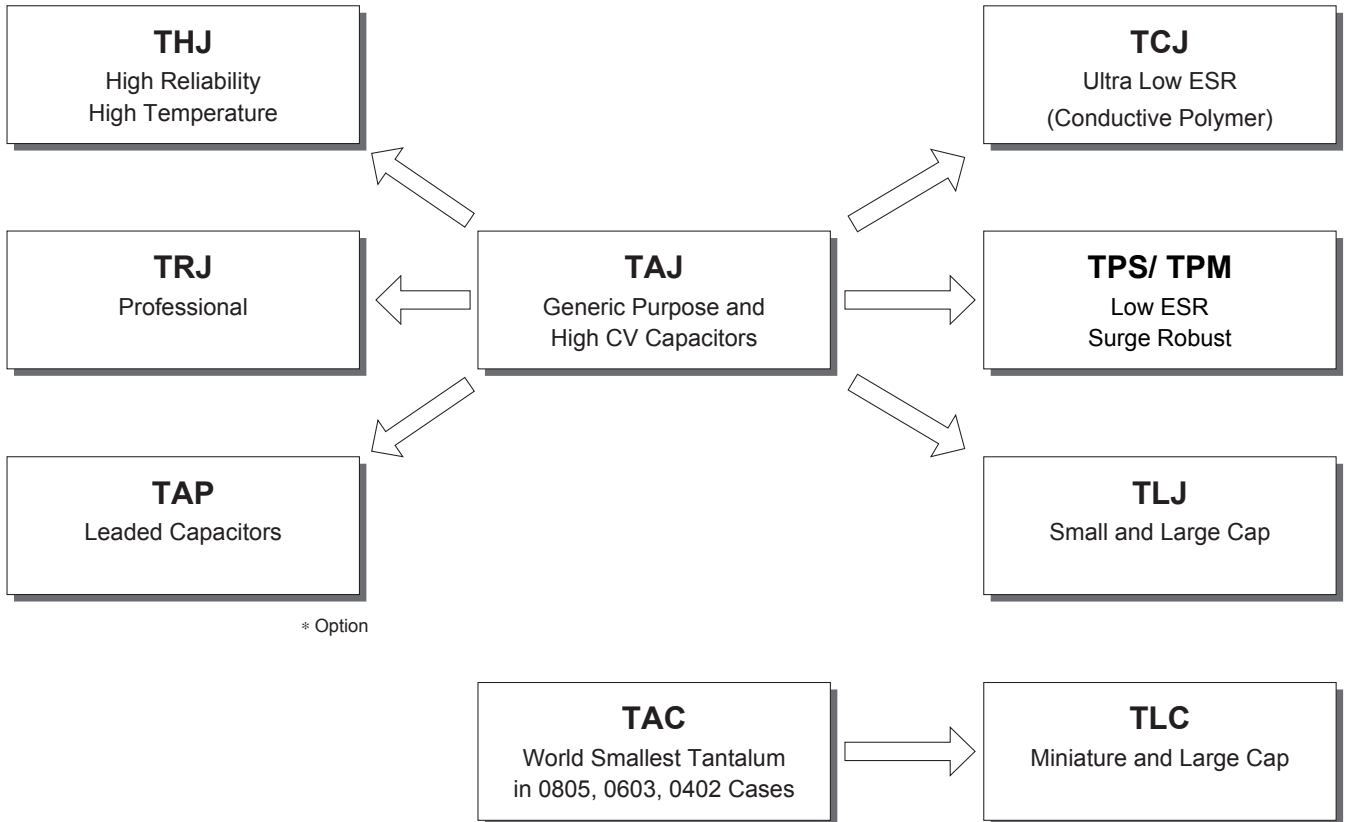 THJ
High Reliability
High Temperature
TCJ
Ultra Low ESR
(Conductive Polymer)
TRJ
Professional
TAJ
Generic Purpose and
High CV Capacitors
TPS/ TPM
Low ESR
Surge Robust
TAP
Leaded Capacitors
TLJ
Small and Large Cap
* Option
TAC
World Smallest Tantalum
in 0805, 0603, 0402 Cases
TLC
Miniature and Large Cap